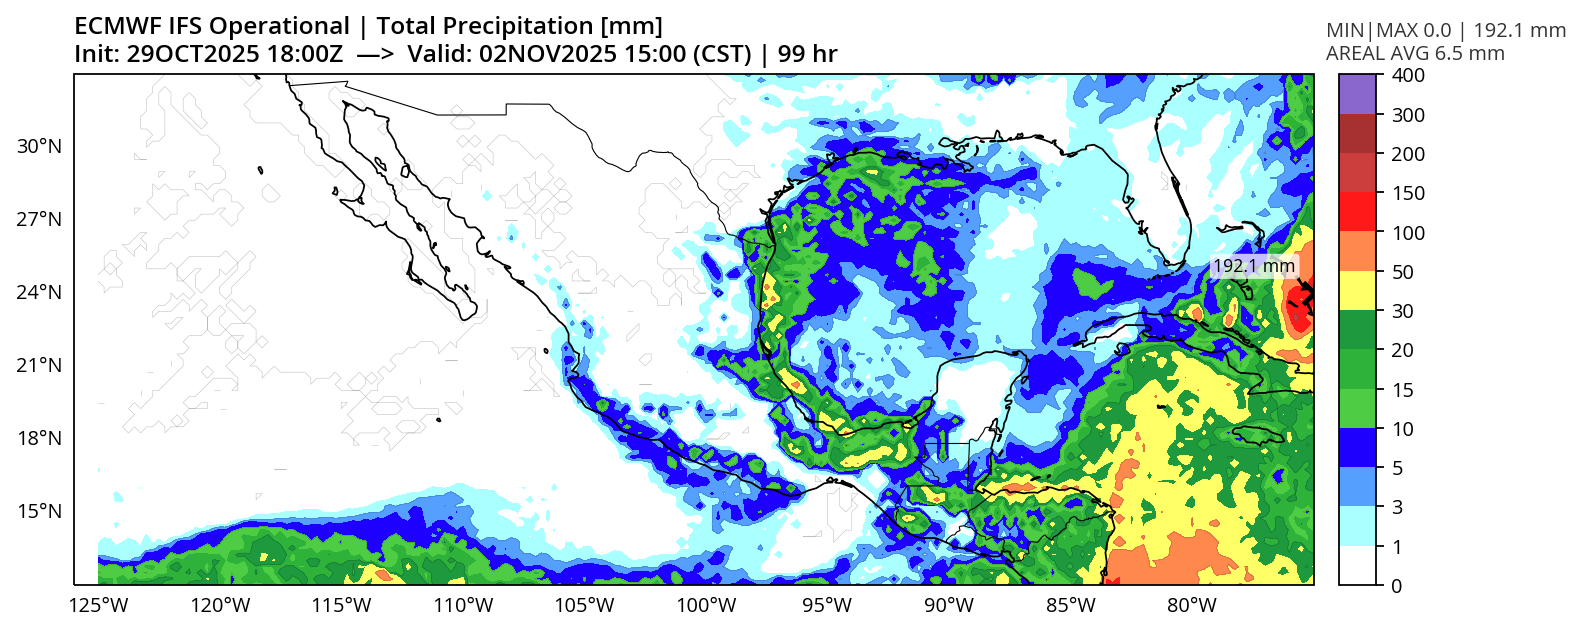 ECMWF IFS Operational | Total Precipitation [mm]
Init: 29OCT2025 18:00Z —> Valid: 02NOV2025 15:00 (CST) | 99 hr
MIN|MAX 0.0 | 192.1 mm
AREAL AVG 6.5 mm
30°N
27°N
24°N
21°N
18°N
15°N
192.1 mm
125°W
120°W
115°W
110°W
105°W
100°W
95°W
90°W
85°W
80°W
400
300
200
150
100
50
30
20
15
10
5
3
1
0